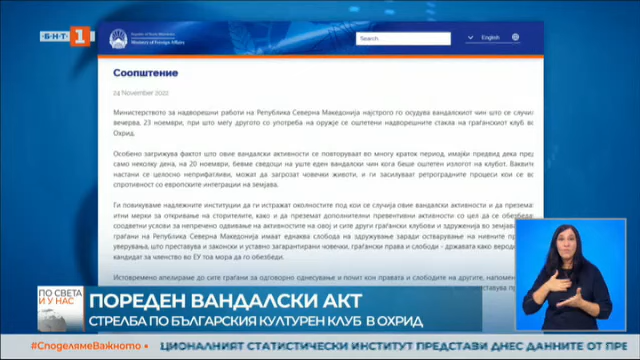 БНТ 1
Republic of North Macedonia
Ministry of Foreign Affairs
Search
English
Соопштение
24 November 2022
Министерството за надворешни работи на Република Северна Македонија најстрого го осудува вандалскиот чин што се случи
вечерва, 23 ноември, при што меѓу другото со употреба на оружје се оштетени надворешните стакла на граѓанскиот клуб во
Охрид.
Особено загрижува фактот што овие вандалски активности се повторуваат во многу краток период, имајќи предвид дека пред
само неколку дена, на 20 ноември, бевме сведоци на уште еден вандалски чин кога беше оштетен излогот на клубот. Ваквите
настани се целосно неприфатливи, можат да загрозат човечки животи, и ги засилуваат ретроградните процеси кои се во
спротивност со европските интеграции на земјава.
Ги повикуваме надлежните институции да ги истражат околностите под кои се случија овие вандалски активности и да преземат
итни мерки за откривање на сторителите, како и да преземат дополнителни превентивни активности со цел да се обезбедат
соодветни услови за непречено одвивање на активностите на овој и сите други граѓански клубови и здруженија во земјава.
граѓани на Република Северна Македонија имаат еднаква слобода на здружување заради остварување на нивните права
уверувања, што преставува и законски и уставно загарантирани човечки, граѓански права и слободи - државата како веродостоен
кандидат за членство во ЕУ тоа мора да го обезбеди.
Истовремено апелираме до сите граѓани за одговорно однесување и почит кон правата и слободите на другите,
ПО СВЕТА
И У НАС
ПОРЕДЕН ВАНДАЛСКИ АКТ
СТРЕЛБА ПО БЪЛГАРСКИЯ КУЛТУРЕН КЛУБ В ОХРИД
#СподелямеВажното ЦИОНАЛНИЯТ СТАТИСТИЧЕСКИ ИНСТИТУТ ПРЕДСТАВИ ДНЕС ДАННИТЕ ОТ ПРЕ